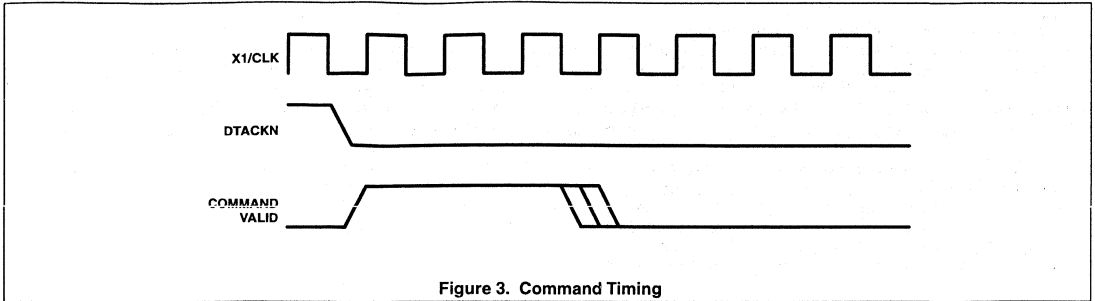 X1/CLK
DTACKN
COMMAND
VALID
Figure 3. Command Timing